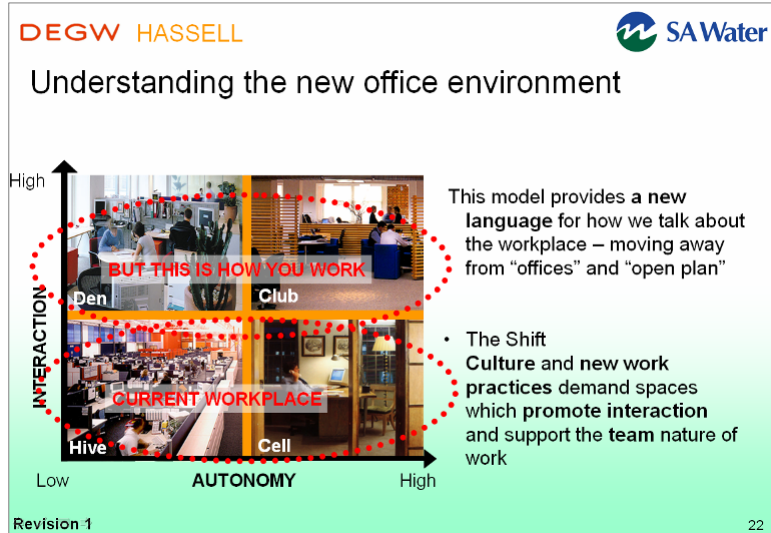 DEGW HASSELL
SA Water
Understanding the new office environment
High
INTERACTION
BUT THIS IS HOW YOU WORK
Den
Club
CURRENT WORKPLACE
Hive
Cell
Low
AUTONOMY
High
This model provides a new
language for how we talk about
the workplace – moving away
from “offices” and “open plan”
• The Shift
Culture and new work
practices demand spaces
which promote interaction
and support the team nature of
work
Revision 1
22